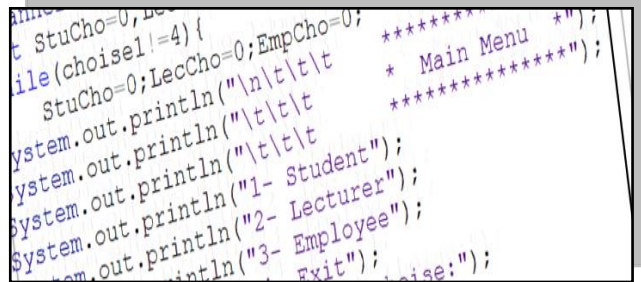 StuCho=0;
ile(choise1!=4){
StuCho=0;LecCho=0;EmpCho=0;
ystem.out.println("\n\t\t\t ***********
ystem.out.println("\t\t\t * Main Menu *");
System.out.println("\t\t\t ***************");
System.out.println("1- Student");
System.out.println("2- Lecturer");
out.println("3- Employee");
Exit");
oise:");